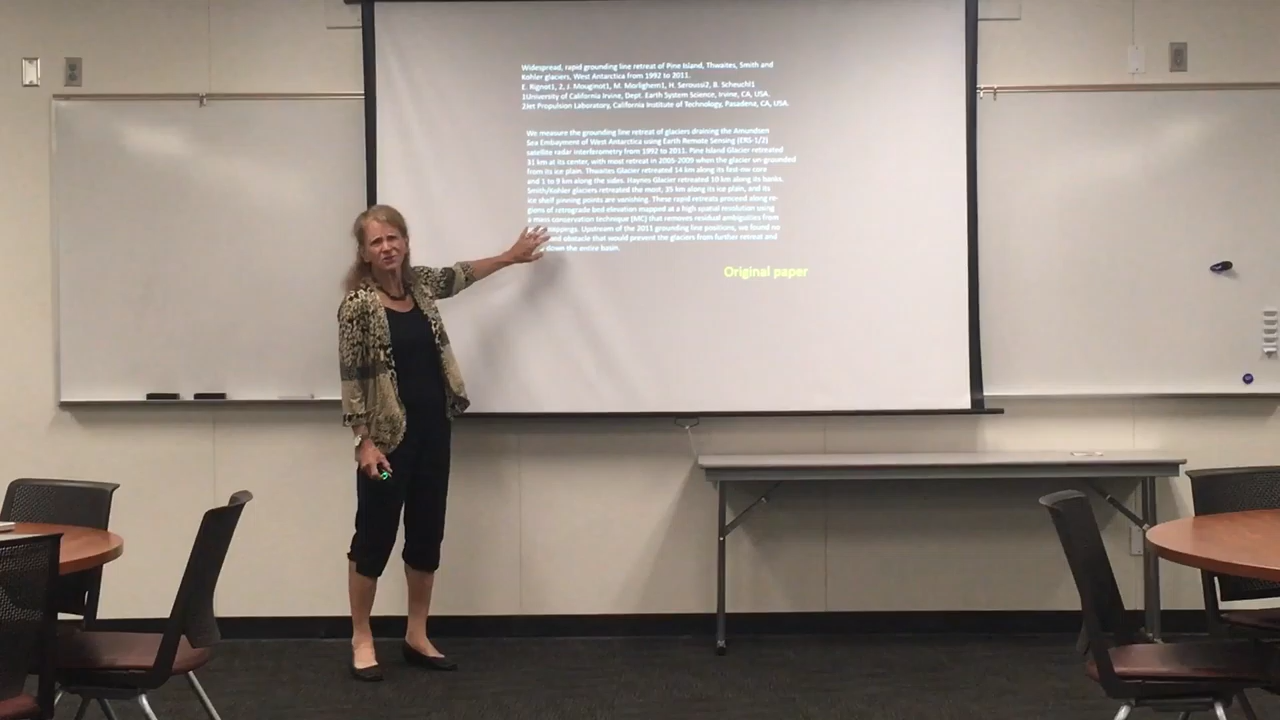 Widespread, rapid grounding line retreat of Pine Island, Thwaites, Smith and
Kohler glaciers, West Antarctica from 1992 to 2011.
E. Rignot1, 2, J. Mouginot1, M. Morlighem1, H. Seroussi2, B. Scheuchl1
1University of California Irvine, Dept. Earth System Science, Irvine, CA, USA.
2Jet Propulsion Laboratory, California Institute of Technology, Pasadena, CA, USA.
We measure the grounding line retreat of glaciers draining the Amundsen
Sea Embayment of West Antarctica using Earth Remote Sensing (ERS-1/2)
satellite radar interferometry from 1992 to 2011. Pine Island Glacier retreated
31 km at its center, with most retreat in 2005-2009 when the glacier un-grounded
from its ice plain. Thwaites Glacier retreated 14 km along its fast-flow core
and 1 to 9 km along the sides. Haynes Glacier retreated 10 km along its banks.
Smith/Kohler glaciers retreated the most, 35 km along its ice plain, and its
ice shelf pinning points are vanishing. These rapid retreats proceed along re-
gions of retrograde bed elevation mapped at a high spatial resolution using
a mass conservation technique (MC) that removes residual ambiguities from
mappings. Upstream of the 2011 grounding line positions, we found no
obstacle that would prevent the glaciers from further retreat and
down the entire basin.
Original paper